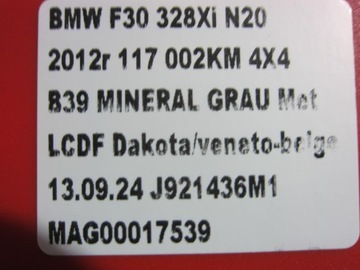 BMW F30 328Xi N20
2012r 117 002KM 4X4
B39 MINERAL GRAU Met
LCDF Dakota/veneto-beige
13.09.24 J921436M1
MAG00017539